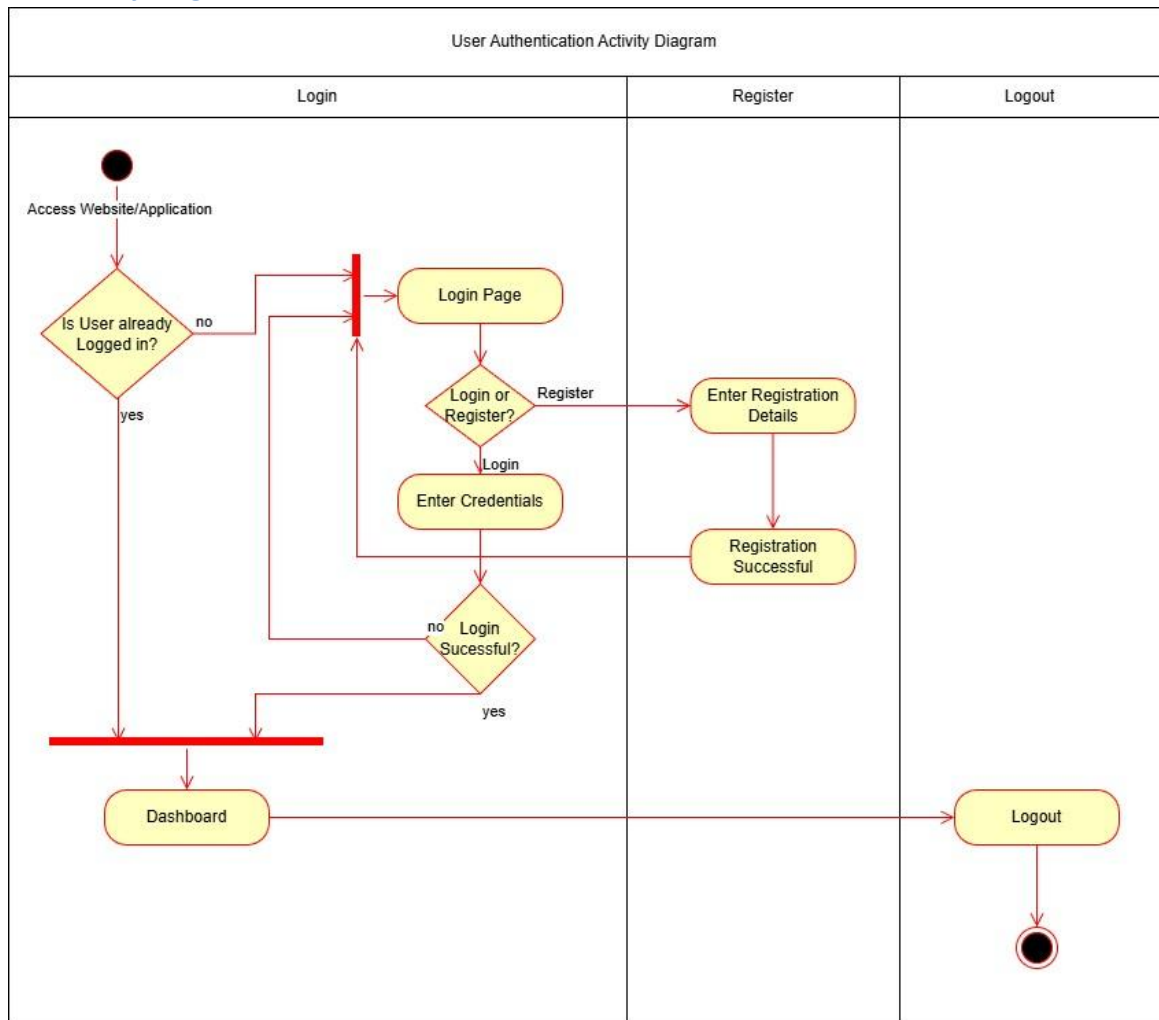 User Authentication Activity Diagram
Login
Register
Logout
Access Website/Application
Is User already
Logged in?
no
yes
Login Page
Login or
Register?
Register
Login
Enter Registration
Details
Enter Credentials
Registration
Successful
no
Login
Sucessful?
yes
Dashboard
Logout